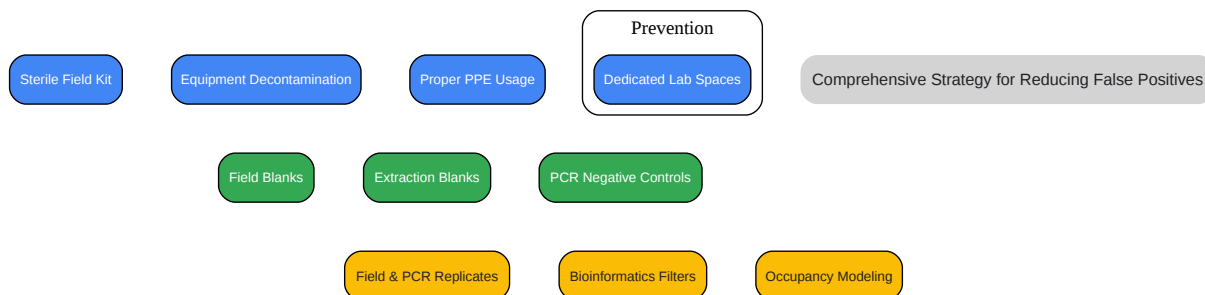 Prevention
Sterile Field Kit
Equipment Decontamination
Proper PPE Usage
Dedicated Lab Spaces
Comprehensive Strategy for Reducing False Positives
Field Blanks
Extraction Blanks
PCR Negative Controls
Field & PCR Replicates
Bioinformatics Filters
Occupancy Modeling